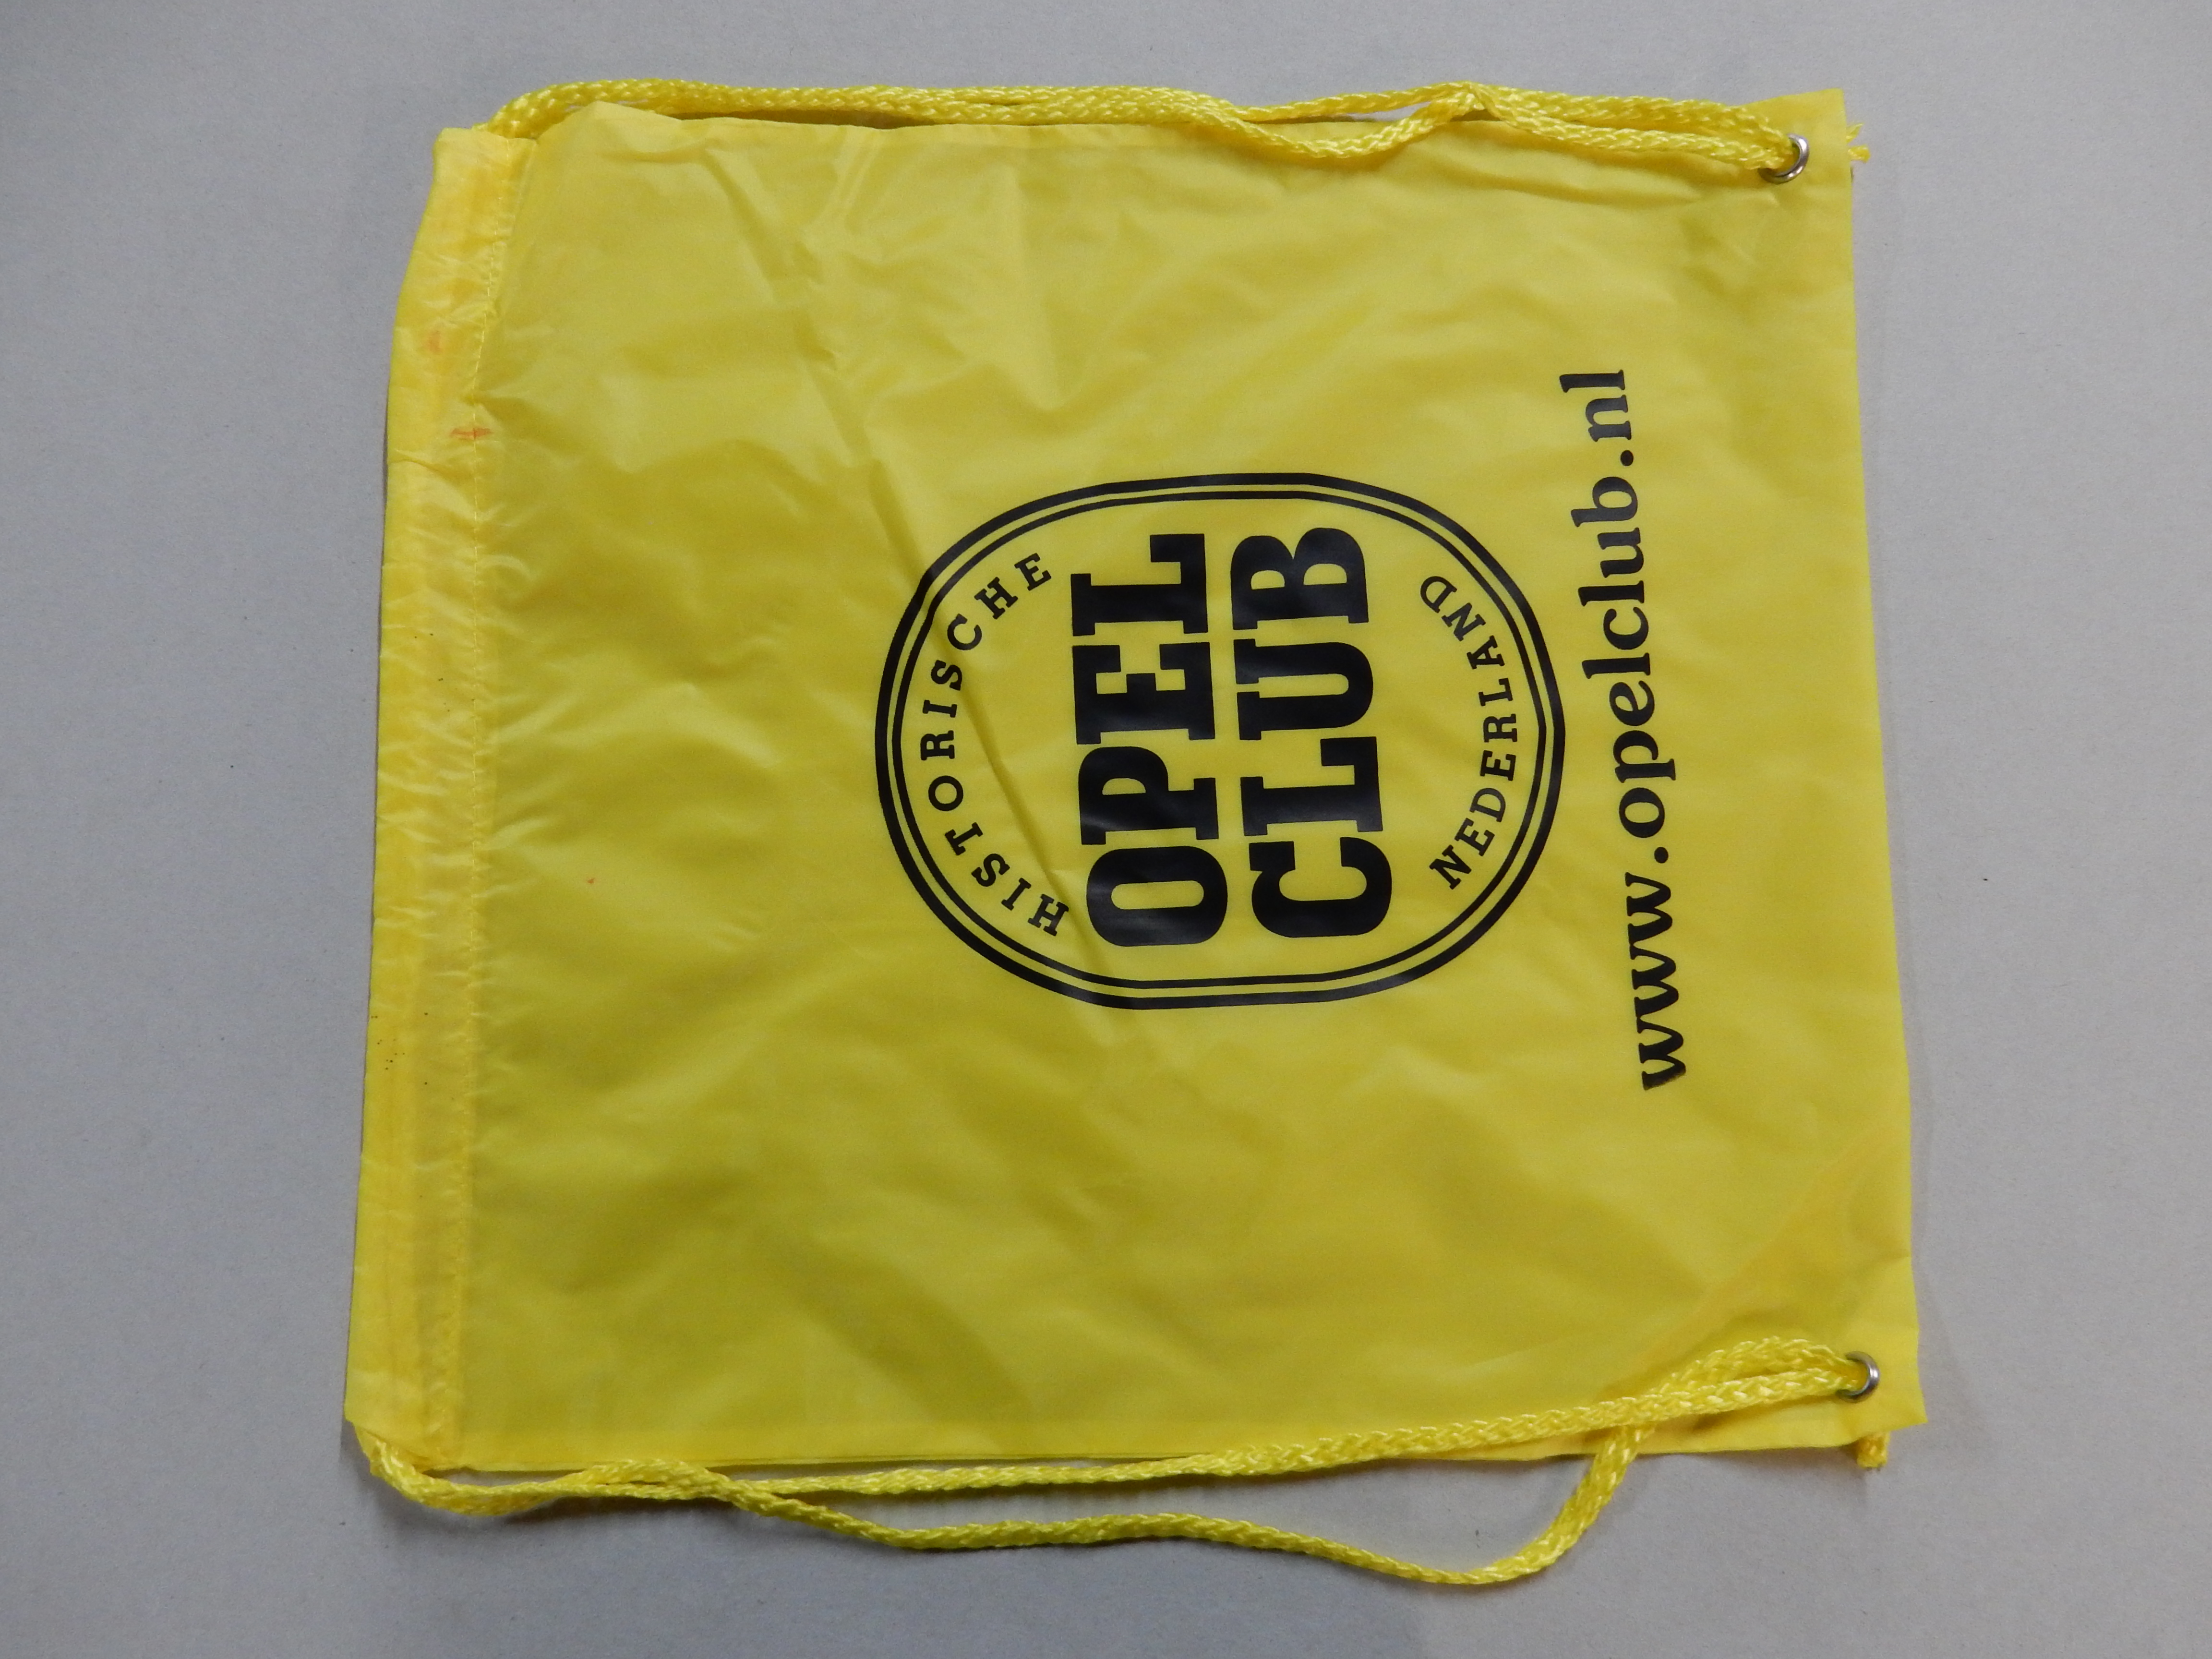 HISTORISCHE
OPEL
CLUB
NEDERLAND
www.opelclub.nl